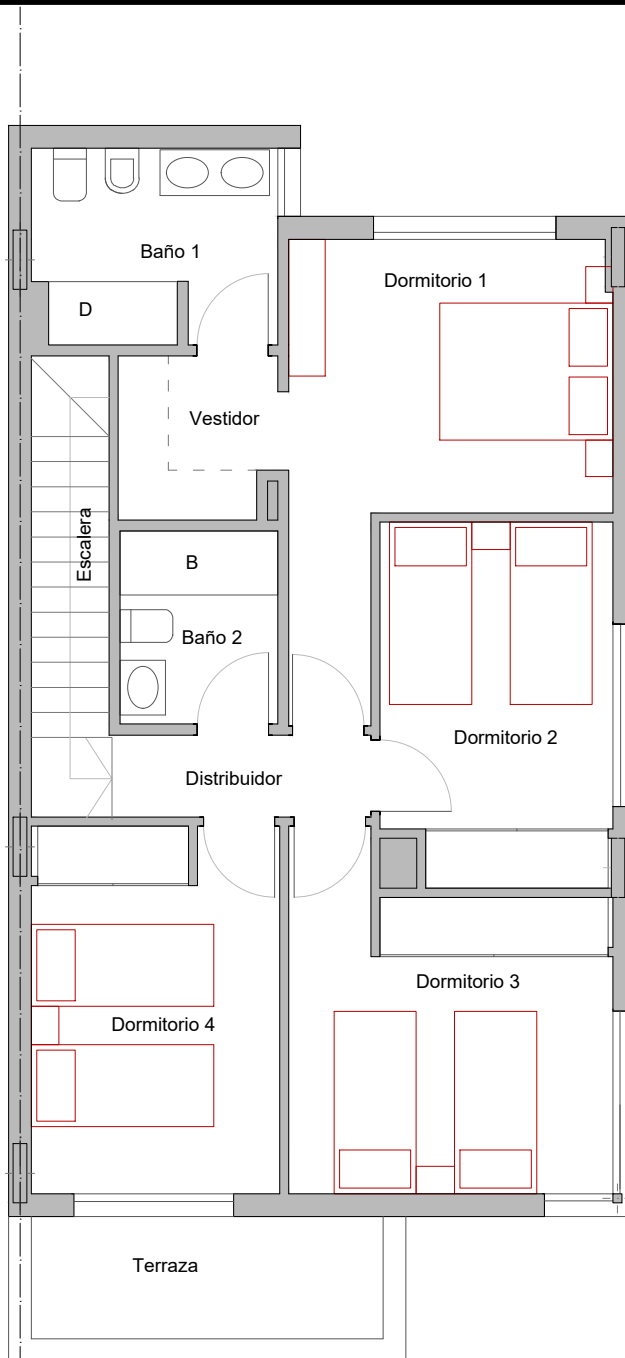 Baño 1
Dormitorio 1
D
Vestidor
Escalera
B
Baño 2
Dormitorio 2
Distribuidor
Dormitorio 3
Dormitorio 4
Terraza